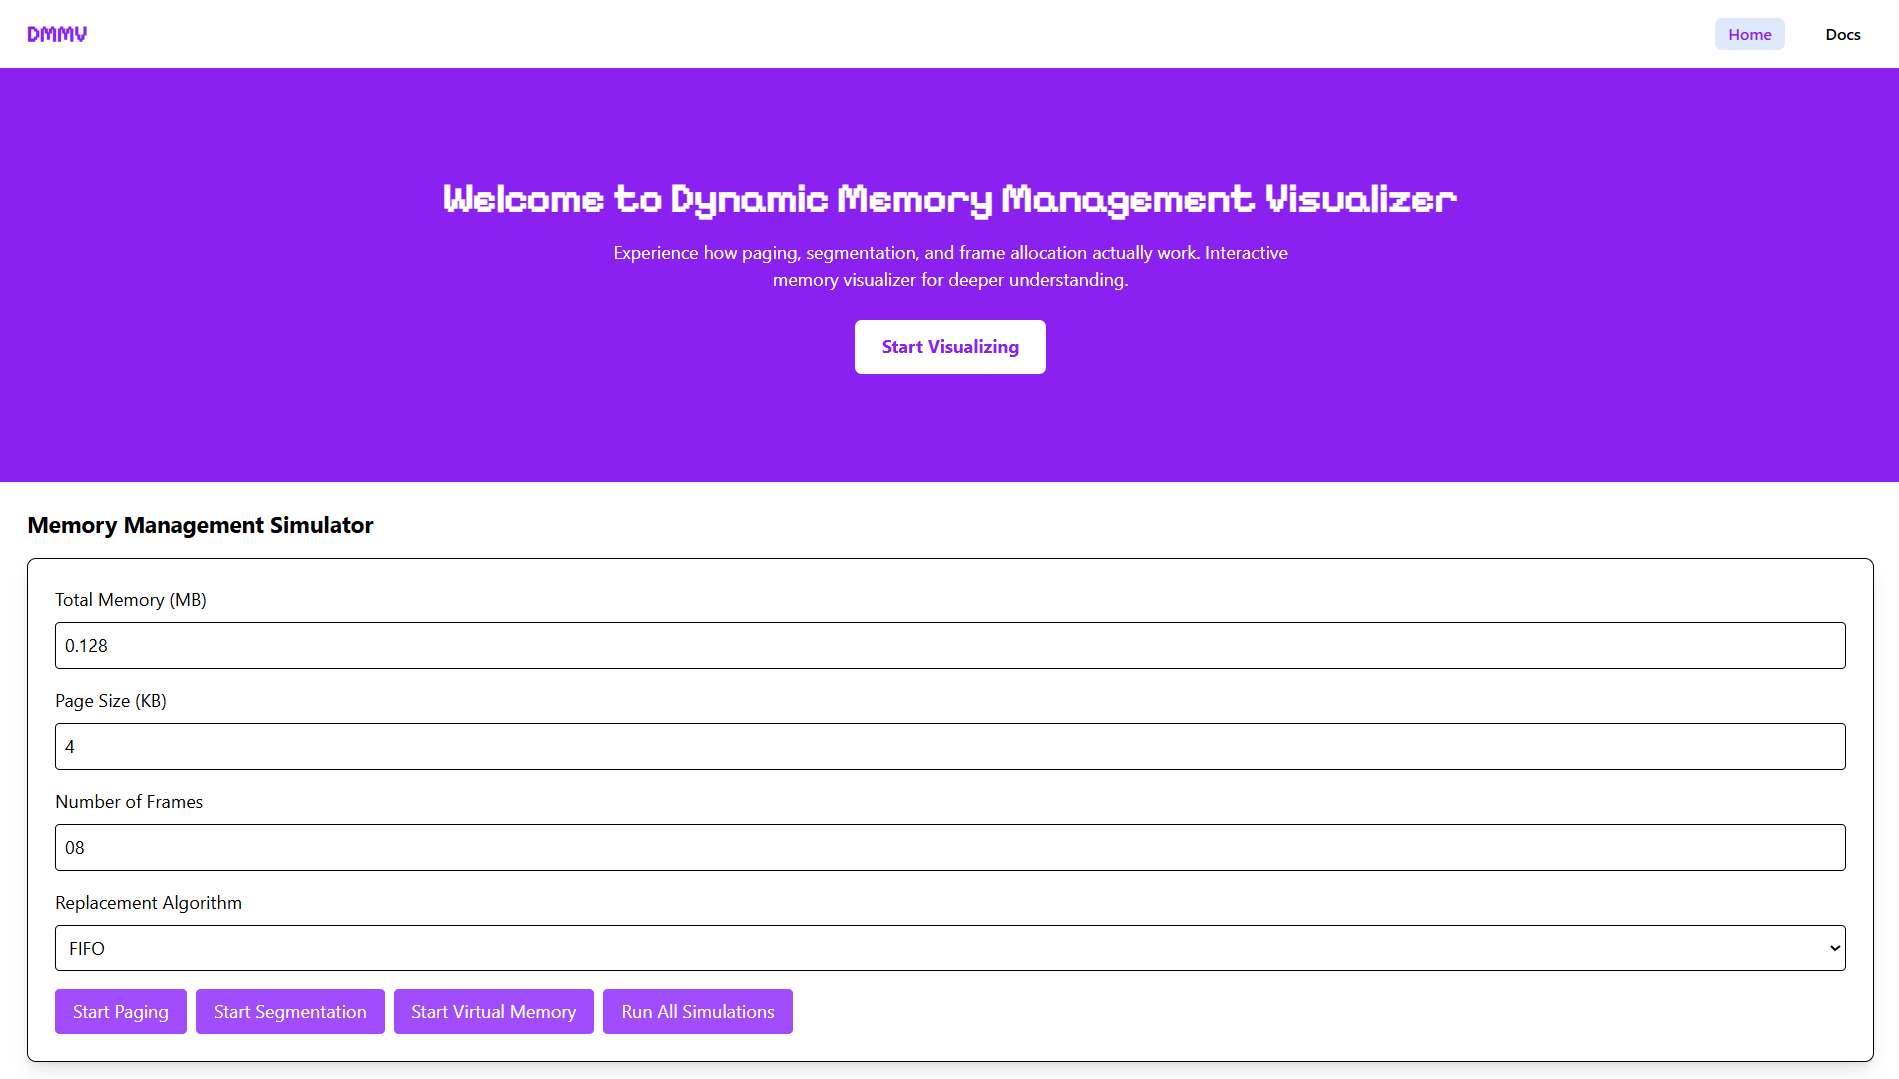 DMMV
Home
Docs
Welcome to Dynamic Memory Management Visualizer
Experience how paging, segmentation, and frame allocation actually work. Interactive
memory visualizer for deeper understanding.
Start Visualizing
Memory Management Simulator
Total Memory (MB)
0.128
Page Size (KB)
4
Number of Frames
08
Replacement Algorithm
FIFO
Start Paging
Start Segmentation
Start Virtual Memory
Run All Simulations